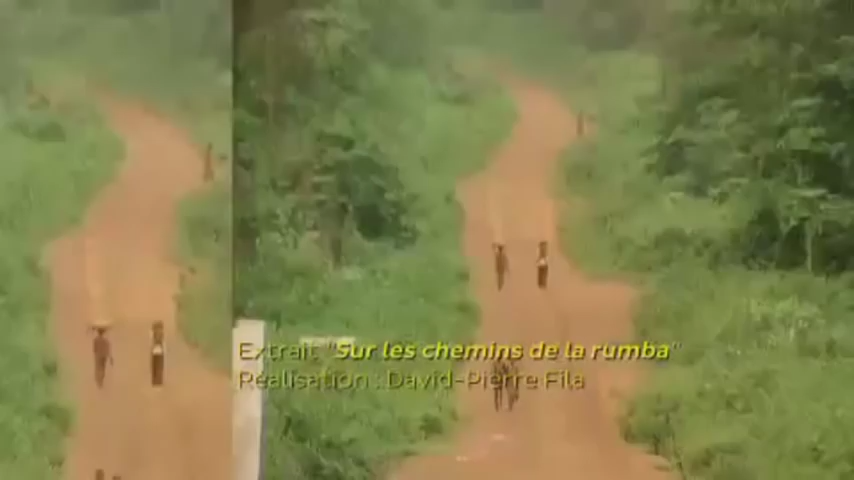 Extrait "Sur les chemins de la rumba"
Réalisation : David-Pierre Fila